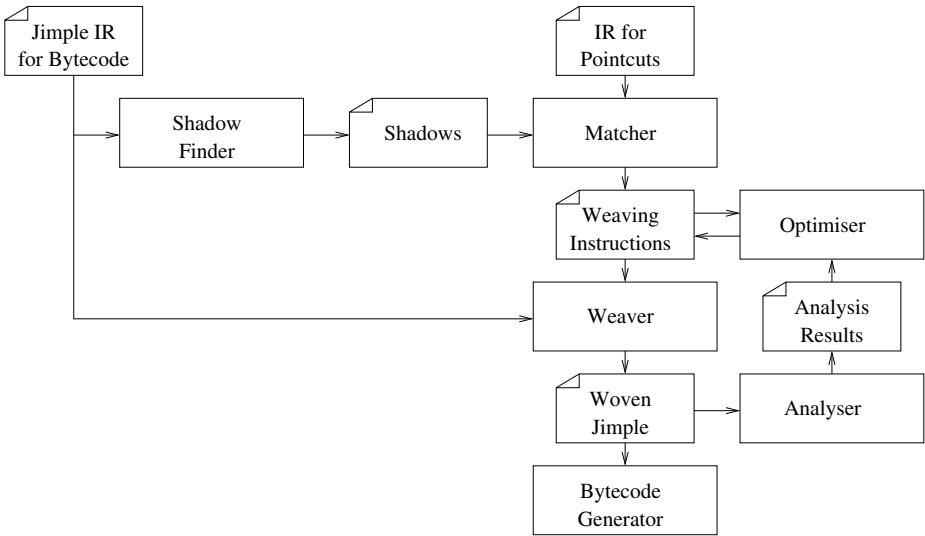 Jimple IR
for Bytecode
IR for
Pointcuts
Shadow
Finder
Shadows
Matcher
Weaving
Instructions
Optimiser
Weaver
Analysis
Results
Woven
Jimple
Analyser
Bytecode
Generator